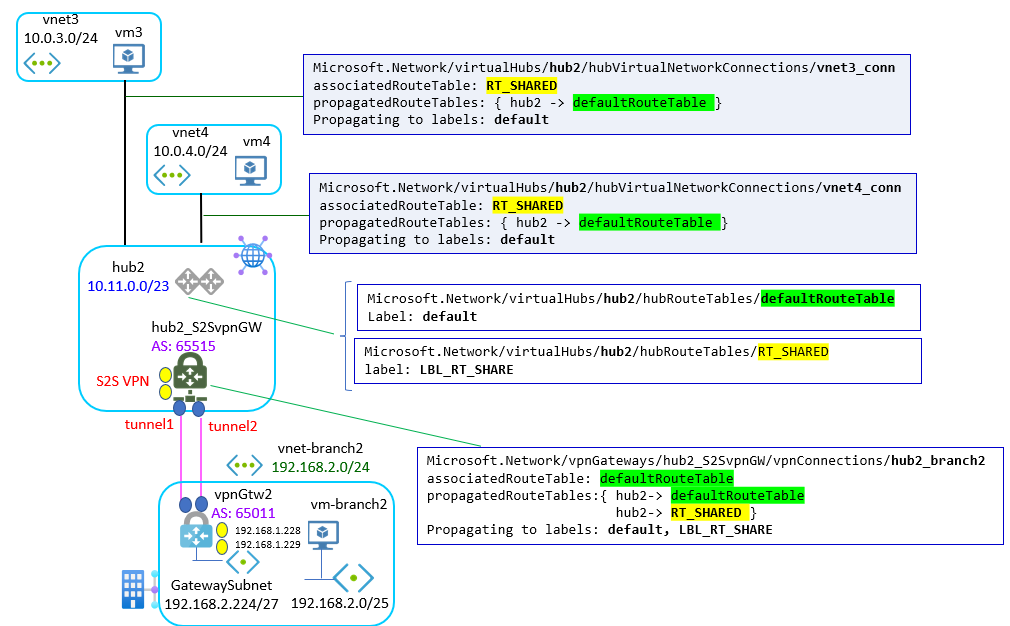 vnet3
10.0.3.0/24
vm3
Microsoft.Network/virtualHubs/hub2/hubVirtualNetworkConnections/vnet3_conn
associatedRouteTable: RT_SHARED
propagatedRouteTables: { hub2 -> defaultRouteTable }
Propagating to labels: default
vnet4
10.0.4.0/24
vm4
Microsoft.Network/virtualHubs/hub2/hubVirtualNetworkConnections/vnet4_conn
associatedRouteTable: RT_SHARED
propagatedRouteTables: { hub2 -> defaultRouteTable }
Propagating to labels: default
hub2
10.11.0.0/23
Microsoft.Network/virtualHubs/hub2/hubRouteTables/defaultRouteTable
Label: default
hub2_S2SvpnGW
AS: 65515
Microsoft.Network/virtualHubs/hub2/hubRouteTables/RT_SHARED
label: LBL_RT_SHARE
S2S VPN
tunnel1
tunnel2
vnet-branch2
192.168.2.0/24
Microsoft.Network/vpnGateways/hub2_S2SvpnGW/vpnConnections/hub2_branch2
associatedRouteTable: defaultRouteTable
propagatedRouteTables:{ hub2-> defaultRouteTable
hub2-> RT_SHARED }
Propagating to labels: default, LBL_RT_SHARE
vpnGtw2
AS: 65011
vm-branch2
192.168.1.228
192.168.1.229
GatewaySubnet
192.168.2.224/27
192.168.2.0/25